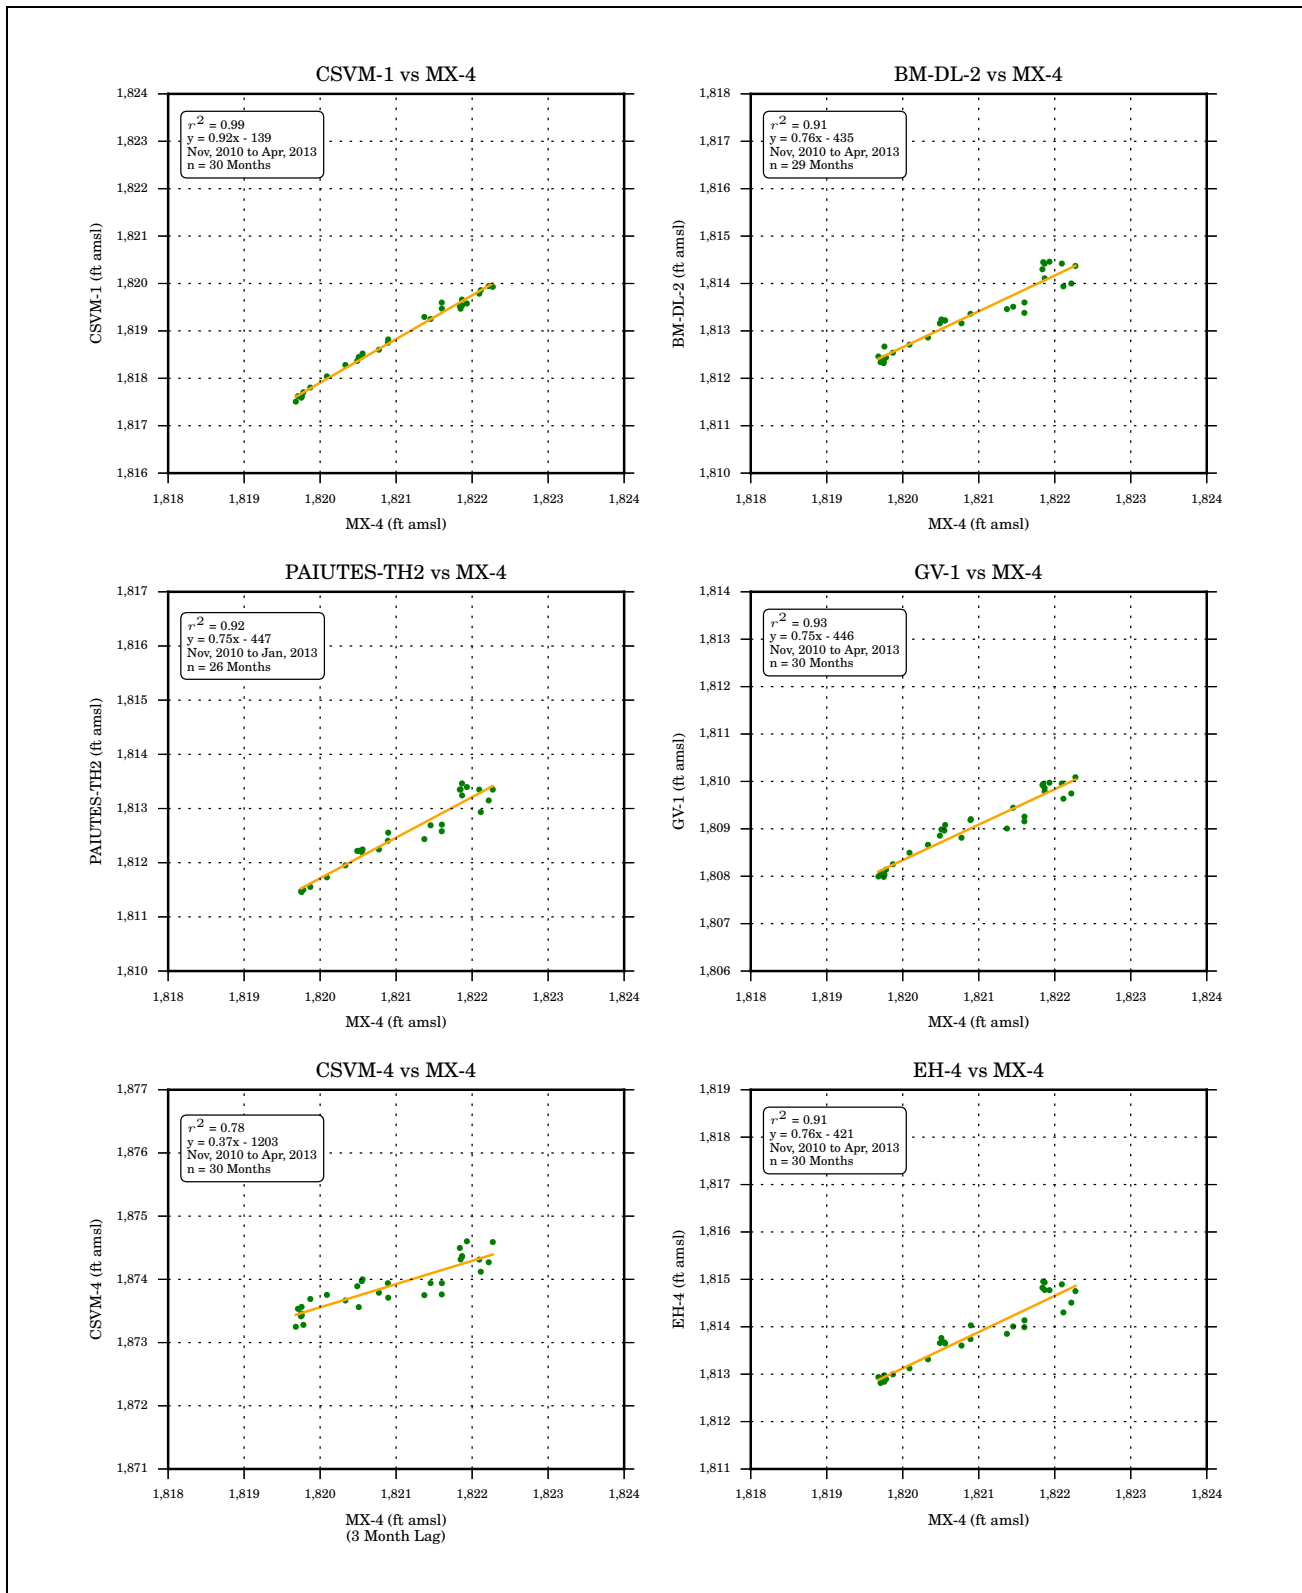 CSVM-1 vs MX-4
1,824
1,823
1,822
1,821
1,820
1,819
1,818
1,817
1,816
CSVM-1 (ft amsl)
r² = 0.99
y = 0.92x - 139
Nov, 2010 to Apr, 2013
n = 30 Months
1,818 1,819 1,820 1,821 1,822 1,823 1,824
MX-4 (ft amsl)
BM-DL-2 vs MX-4
1,818
1,817
1,816
1,815
1,814
1,813
1,812
1,811
1,810
BM-DL-2 (ft amsl)
r² = 0.91
y = 0.76x - 435
Nov, 2010 to Apr, 2013
n = 29 Months
1,818 1,819 1,820 1,821 1,822 1,823 1,824
MX-4 (ft amsl)
PAIUTES-TH2 vs MX-4
1,817
1,816
1,815
1,814
1,813
1,812
1,811
1,810
PAIUTES-TH2 (ft amsl)
r² = 0.92
y = 0.75x - 447
Nov, 2010 to Jan, 2013
n = 26 Months
1,818 1,819 1,820 1,821 1,822 1,823 1,824
MX-4 (ft amsl)
GV-1 vs MX-4
1,814
1,813
1,812
1,811
1,810
1,809
1,808
1,807
1,806
GV-1 (ft amsl)
r² = 0.93
y = 0.75x - 446
Nov, 2010 to Apr, 2013
n = 30 Months
1,818 1,819 1,820 1,821 1,822 1,823 1,824
MX-4 (ft amsl)
CSVM-4 vs MX-4
1,877
1,876
1,875
1,874
1,873
1,872
1,871
CSVM-4 (ft amsl)
r² = 0.78
y = 0.37x - 1203
Nov, 2010 to Apr, 2013
n = 30 Months
1,818 1,819 1,820 1,821 1,822 1,823 1,824
MX-4 (ft amsl)
(3 Month Lag)
EH-4 vs MX-4
1,819
1,818
1,817
1,816
1,815
1,814
1,813
1,812
1,811
EH-4 (ft amsl)
r² = 0.91
y = 0.76x - 421
Nov, 2010 to Apr, 2013
n = 30 Months
1,818 1,819 1,820 1,821 1,822 1,823 1,824
MX-4 (ft amsl)